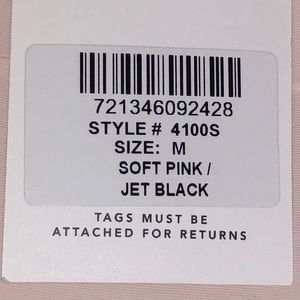 721346092428
STYLE # 4100S
SIZE: M
SOFT PINK /
JET BLACK
TAGS MUST BE
ATTACHED FOR RETURNS